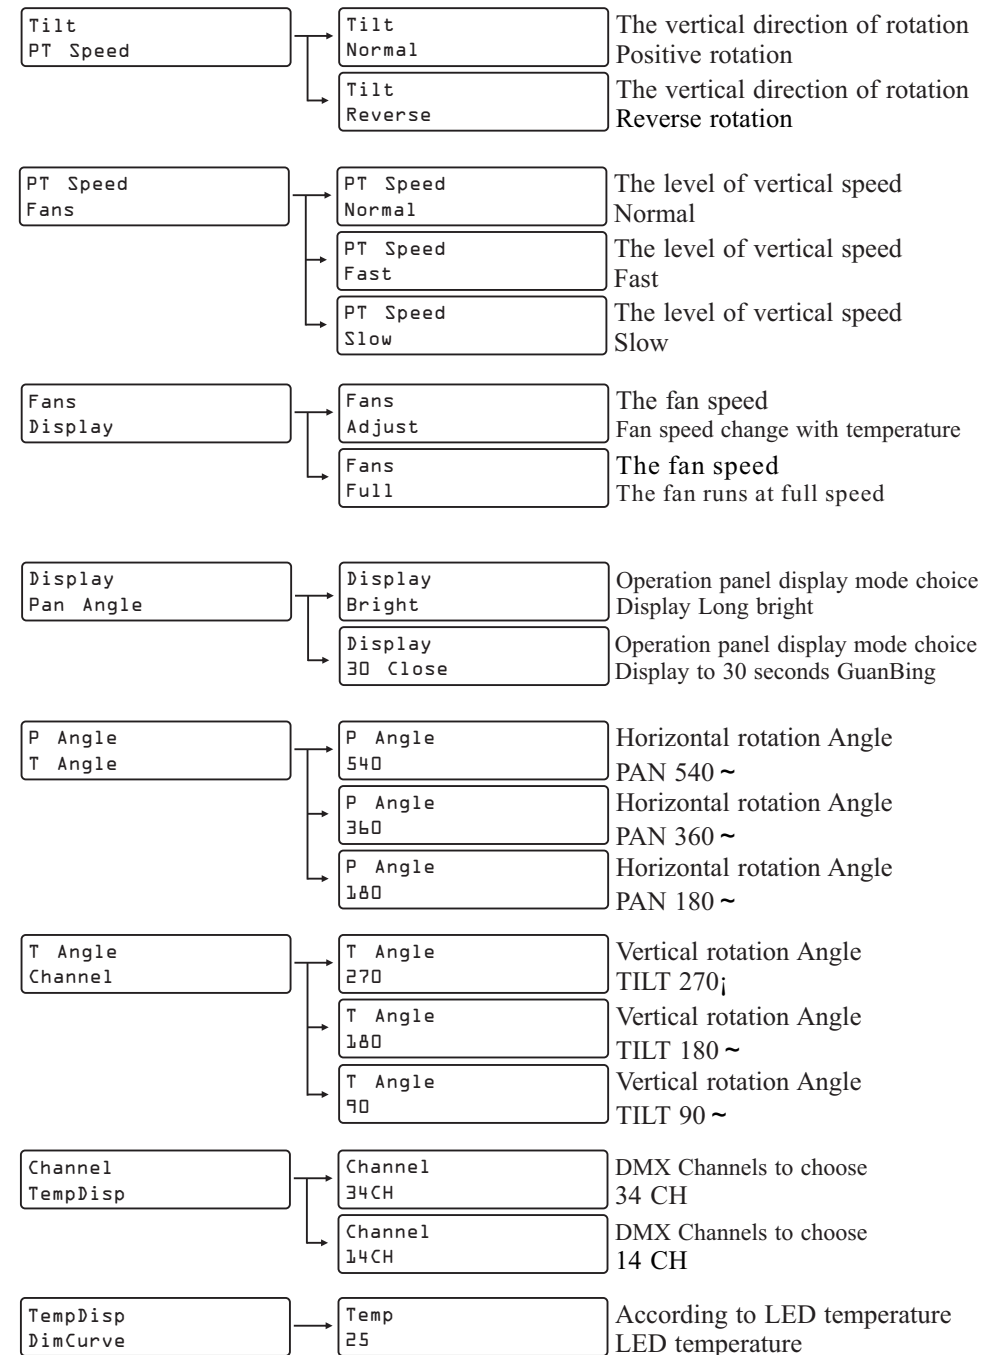 Tilt
PT Speed
Tilt
Normal
The vertical direction of rotation
Positive rotation
Tilt
Reverse
The vertical direction of rotation
Reverse rotation
PT Speed
Fans
PT Speed
Normal
The level of vertical speed
Normal
PT Speed
Fast
The level of vertical speed
Fast
PT Speed
Slow
The level of vertical speed
Slow
Fans
Display
Fans
Adjust
The fan speed
Fan speed change with temperature
Fans
Full
The fan speed
The fan runs at full speed
Display
Pan Angle
Display
Bright
Operation panel display mode choice
Display Long bright
Display
30 Close
Operation panel display mode choice
Display to 30 seconds GuanBing
P Angle
T Angle
P Angle
540
Horizontal rotation Angle
PAN 540 ~
P Angle
360
Horizontal rotation Angle
PAN 360 ~
P Angle
180
Horizontal rotation Angle
PAN 180 ~
T Angle
Channel
T Angle
270
Vertical rotation Angle
TILT 270¡
T Angle
180
Vertical rotation Angle
TILT 180 ~
T Angle
90
Vertical rotation Angle
TILT 90 ~
Channel
TempDisp
Channel
34CH
DMX Channels to choose
34 CH
Channel
14CH
DMX Channels to choose
14 CH
TempDisp
DimCurve
Temp
25
According to LED temperature
LED temperature